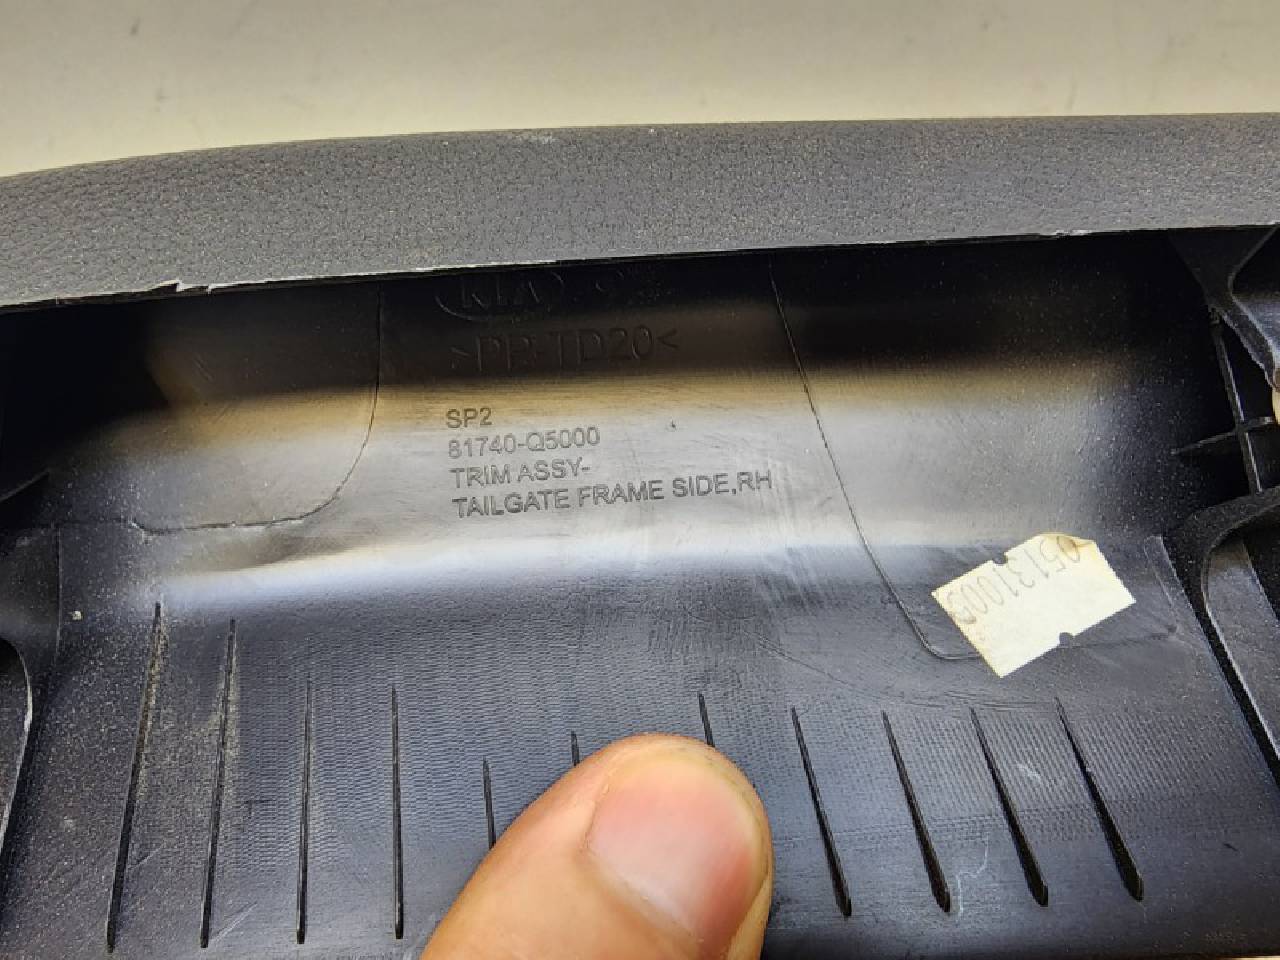 KIA
>PP-TD20<
SP2
81740-Q5000
TRIM ASSY-
TAILGATE FRAME SIDE,RH
05131005